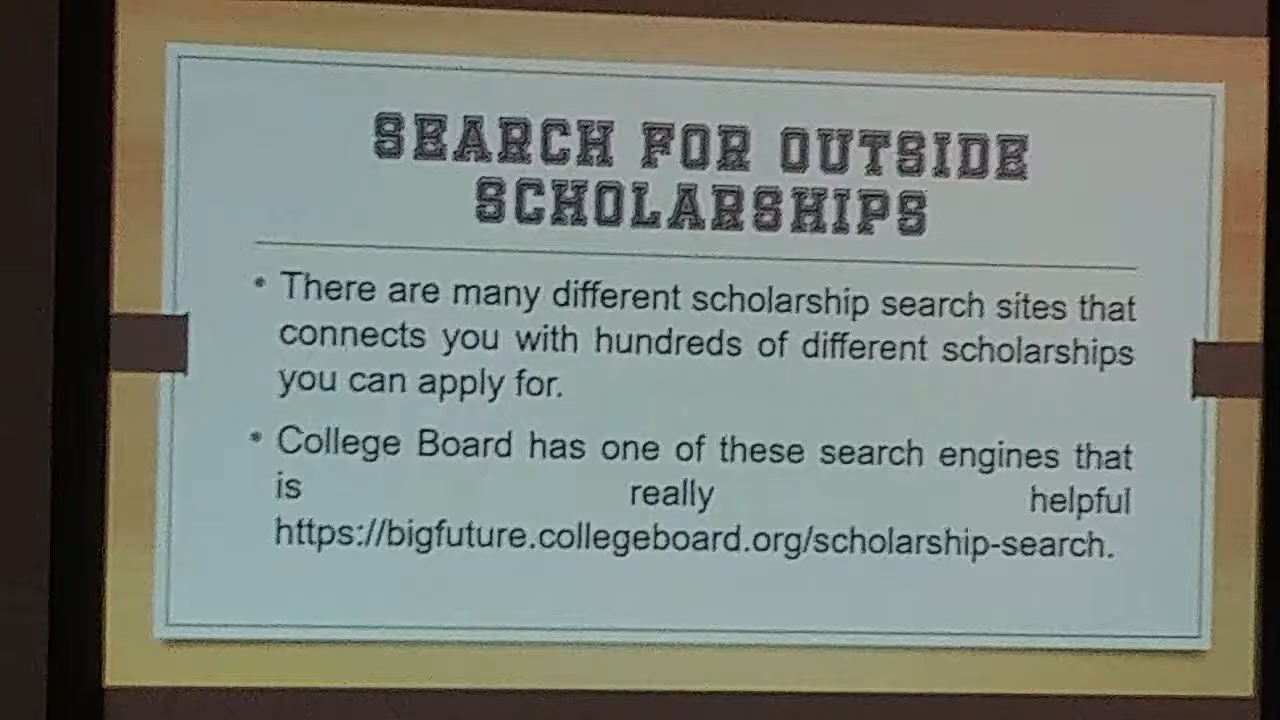 SEARCH FOR OUTSIDE
SCHOLARSHIPS
• There are many different scholarship search sites that
connects you with hundreds of different scholarships
you can apply for.
• College Board has one of these search engines that
is really helpful
https://bigfuture.collegeboard.org/scholarship-search.